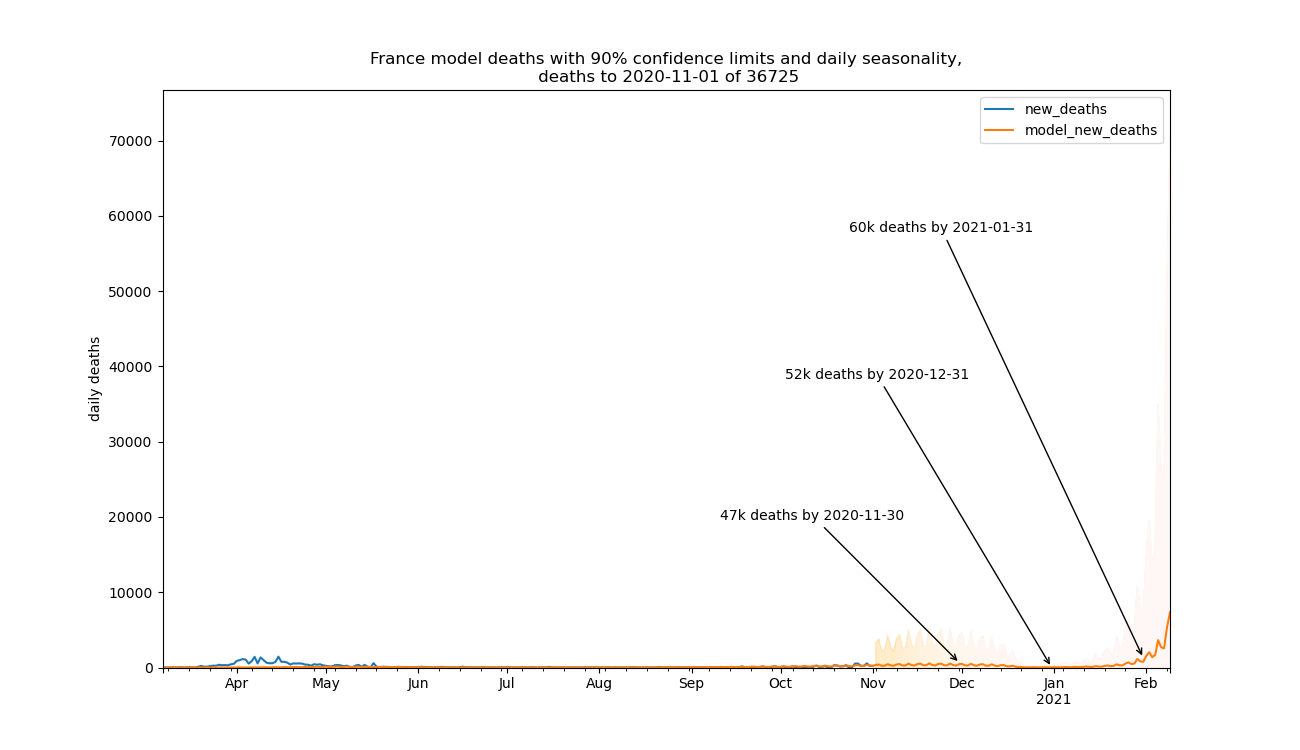 France model deaths with 90% confidence limits and daily seasonality,
deaths to 2020-11-01 of 36725
new_deaths
model_new_deaths
70000
60000
50000
40000
30000
20000
10000
0
daily deaths
60k deaths by 2021-01-31
52k deaths by 2020-12-31
47k deaths by 2020-11-30
Apr May Jun Jul Aug Sep Oct Nov Dec Jan Feb
2021